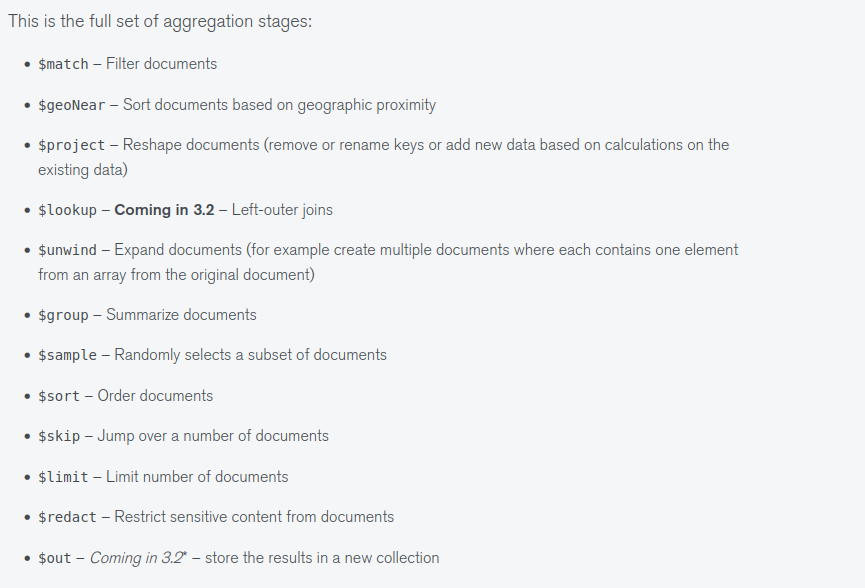 This is the full set of aggregation stages:
• $match – Filter documents
• $geoNear – Sort documents based on geographic proximity
• $project – Reshape documents (remove or rename keys or add new data based on calculations on the
existing data)
• $lookup – Coming in 3.2 – Left-outer joins
• $unwind – Expand documents (for example create multiple documents where each contains one element
from an array from the original document)
• $group – Summarize documents
• $sample – Randomly selects a subset of documents
• $sort – Order documents
• $skip – Jump over a number of documents
• $limit – Limit number of documents
• $redact – Restrict sensitive content from documents
• $out – Coming in 3.2* – store the results in a new collection